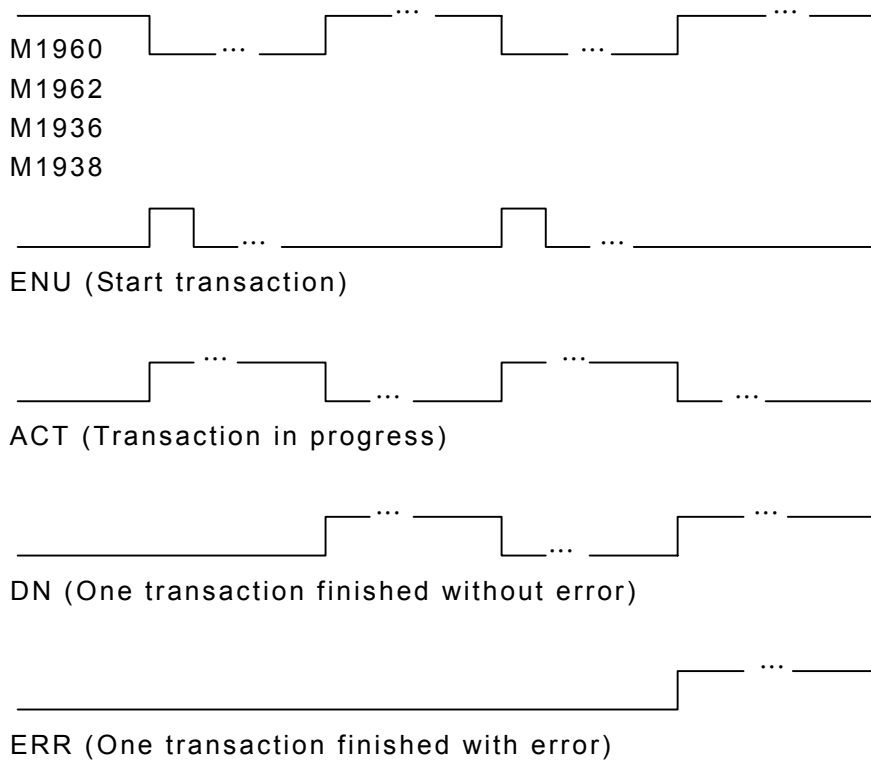 M1960
M1962
M1936
M1938
ENU (Start transaction)
ACT (Transaction in progress)
DN (One transaction finished without error)
ERR (One transaction finished with error)